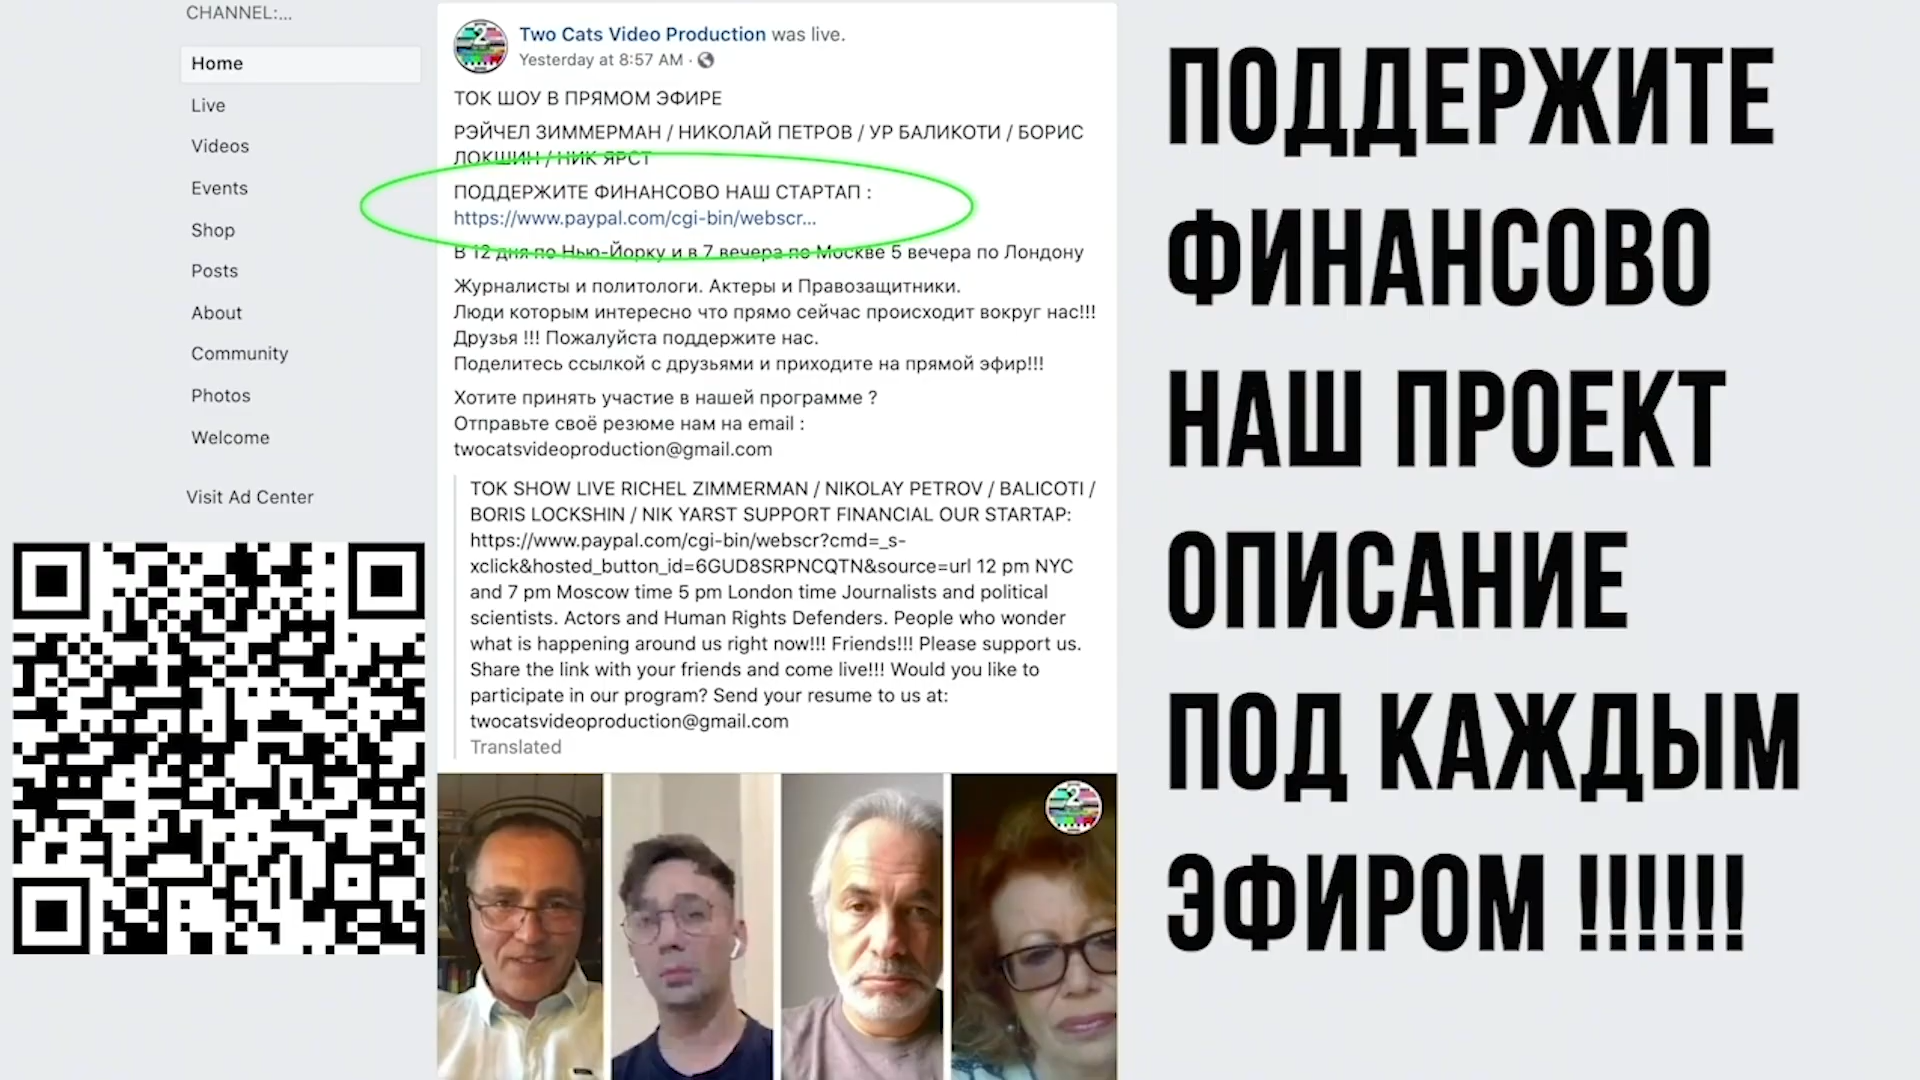 CHANNEL:...
Home
Live
Videos
Events
Shop
Posts
About
Community
Photos
Welcome
Visit Ad Center
Two Cats Video Production was live.
Yesterday at 8:57 AM ·
ТОК ШОУ В ПРЯМОМ ЭФИРЕ
РЭЙЧЕЛ ЗИММЕРМАН / НИКОЛАЙ ПЕТРОВ / УР БАЛИКОТИ / БОРИС
ЛОКШИН / НИК ЯРСТ
ПОДДЕРЖИТЕ ФИНАНСОВО НАШ СТАРТАП :
https://www.paypal.com/cgi-bin/webscr...
В 12 дня по Нью-Йорку и в 7 вечера по Москве 5 вечера по Лондону
Журналисты и политологи. Актеры и Правозащитники.
Люди которым интересно что прямо сейчас происходит вокруг нас!!!
Друзья !!! Пожалуйста поддержите нас.
Поделитесь ссылкой с друзьями и приходите на прямой эфир!!!
Хотите принять участие в нашей программе ?
Отправьте своё резюме нам на email :
twocatsvideoproduction@gmail.com
TOK SHOW LIVE RICHEL ZIMMERMAN / NIKOLAY PETROV / BALICOTI /
BORIS LOCKSHIN / NIK YARST SUPPORT FINANCIAL OUR STARTAP:
https://www.paypal.com/cgi-bin/webscr?cmd=_s-
xclick&hosted_button_id=6GUD8SRPNCQTN&source=url 12 pm NYC
and 7 pm Moscow time 5 pm London time Journalists and political
scientists. Actors and Human Rights Defenders. People who wonder
what is happening around us right now!!! Friends!!! Please support us.
Share the link with your friends and come live!!! Would you like to
participate in our program? Send your resume to us at:
twocatsvideoproduction@gmail.com
Translated
2
2
ПОДДЕРЖИТЕ
ФИНАНСОВО
НАШ ПРОЕКТ
ОПИСАНИЕ
ПОД КАЖДЫМ
ЭФИРОМ !!!!!!